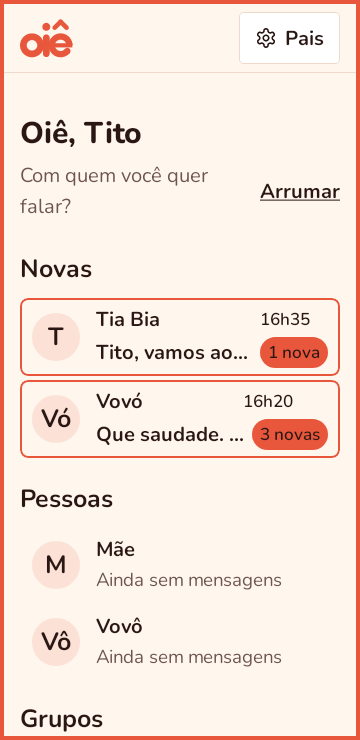 oiê
Pais
Oiê, Tito
Com quem você quer
falar?
Arrumar
Novas
T
Tia Bia
16h35
Tito, vamos ao...
1 nova
Vó
Vovó
16h20
Que saudade. ...
3 novas
Pessoas
M
Mãe
Ainda sem mensagens
Vô
Vovô
Ainda sem mensagens
Grupos